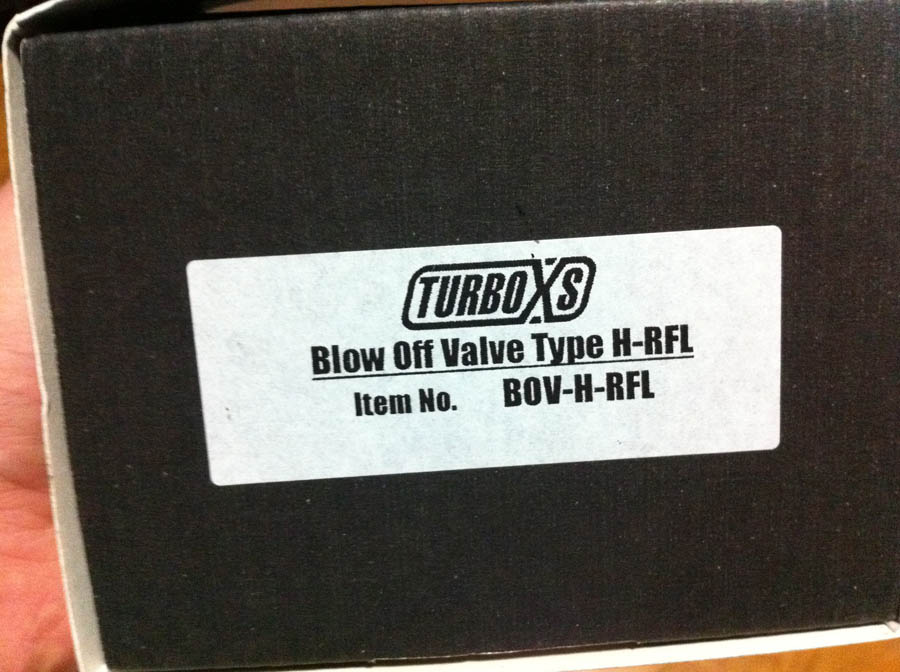 TURBOXS
Blow Off Valve Type H-RFL
Item No. BOV-H-RFL